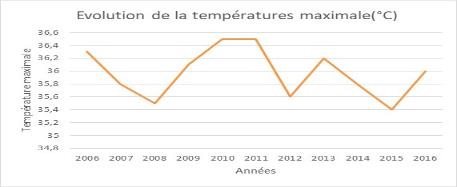 Evolution de la températures maximale(°C)
Température maximale
36,6
36,4
36,2
36
35,8
35,6
35,4
35,2
35
34,8
2006 2007 2008 2009 2010 2011 2012 2013 2014 2015 2016
Années